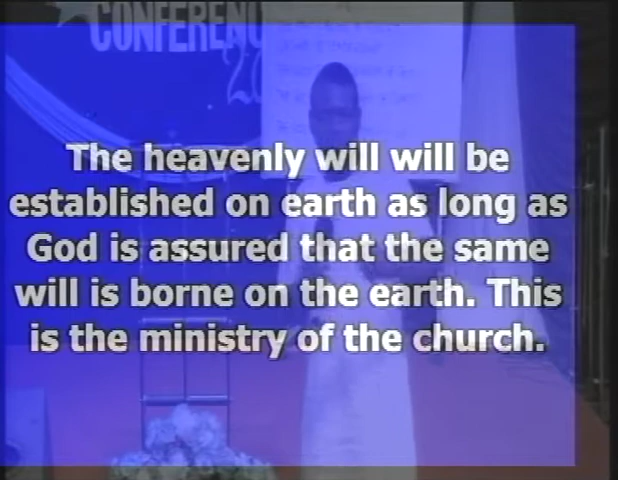 CONFEREN
The heavenly will will be
established on earth as long as
God is assured that the same
will is borne on the earth. This
is the ministry of the church.